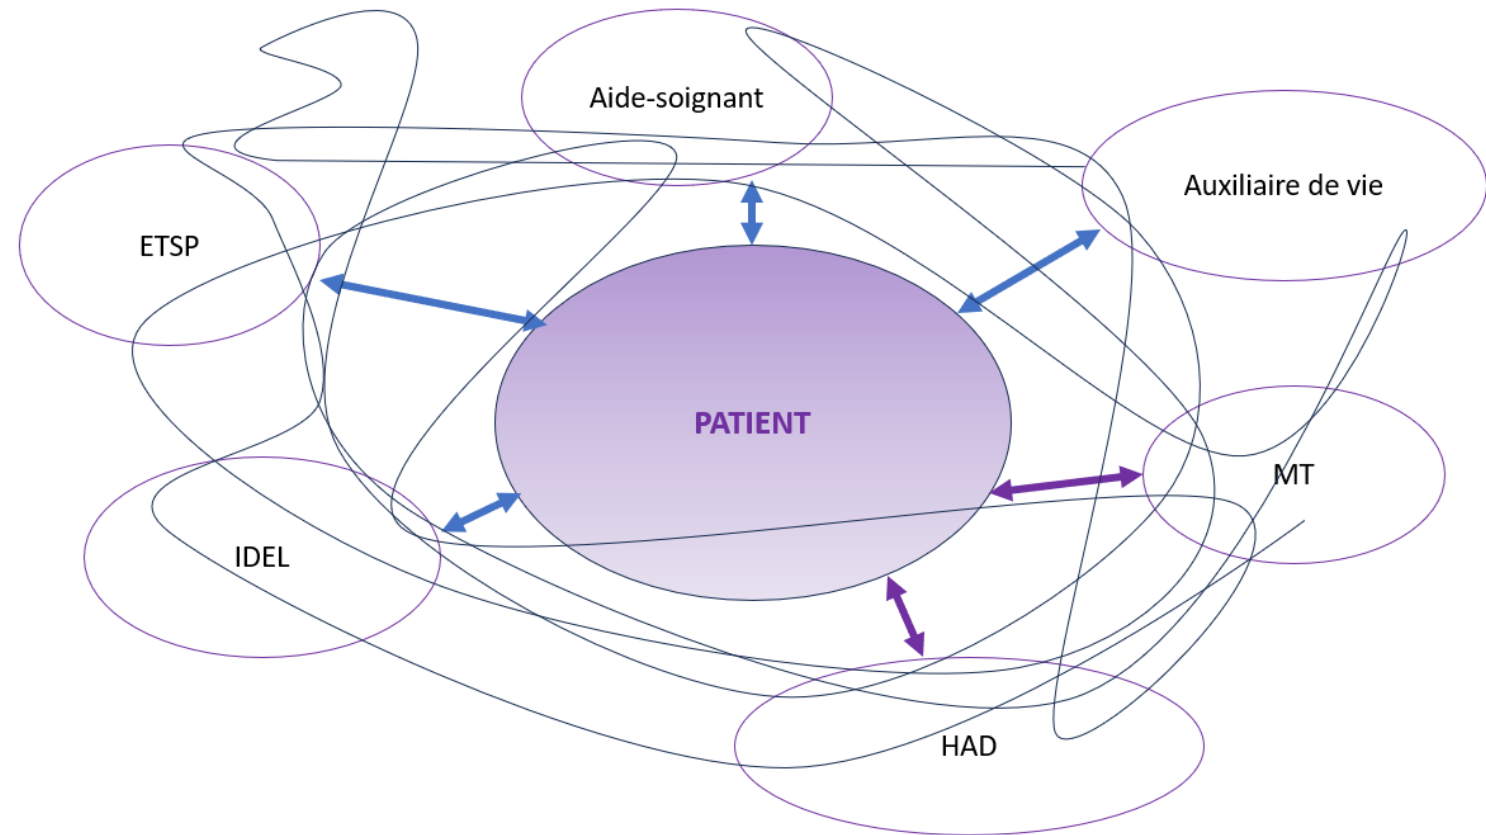 Aide-soignant
Auxiliaire de vie
ETSP
PATIENT
MT
IDEL
HAD